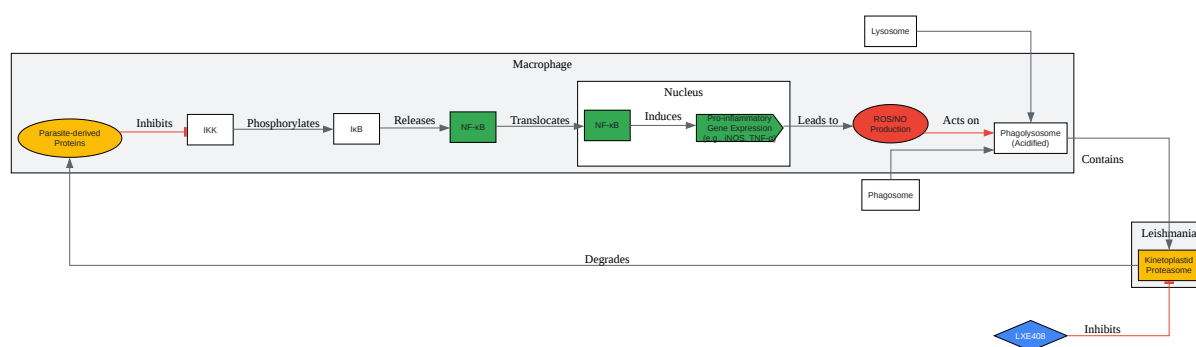 Lysosome
Macrophage
Nucleus
Parasite-derived
Proteins
Inhibits
IKK
Phosphorylates
IκB
Releases
NF-κB
Translocates
NF-κB
Induces
Pro-inflammatory
Gene Expression
(e.g., iNOS, TNF-α)
Leads to
ROS/NO
Production
Acts on
Phagolysosome
(Acidified)
Contains
Phagosome
Leishmania
Kinetoplastid
Proteasome
Degrades
LXE408
Inhibits